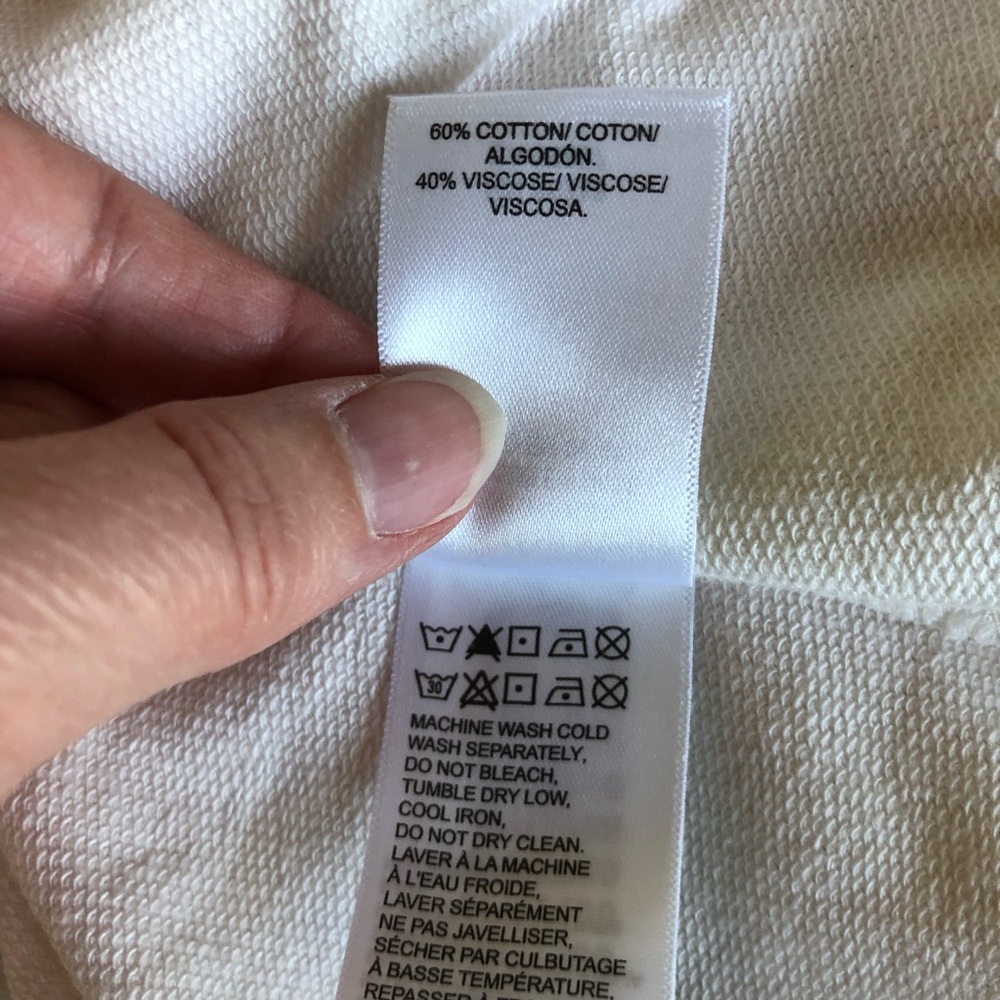 60% COTTON/ COTON/
ALGODÓN.
40% VISCOSE/ VISCOSE/
VISCOSA.
30
MACHINE WASH COLD
WASH SEPARATELY,
DO NOT BLEACH,
TUMBLE DRY LOW,
COOL IRON,
DO NOT DRY CLEAN.
LAVER À LA MACHINE
À L'EAU FROIDE,
LAVER SÉPARÉMENT
NE PAS JAVELLISER,
SÉCHER PAR CULBUTAGE
À BASSE TEMPÉRATURE,
REPASSER À